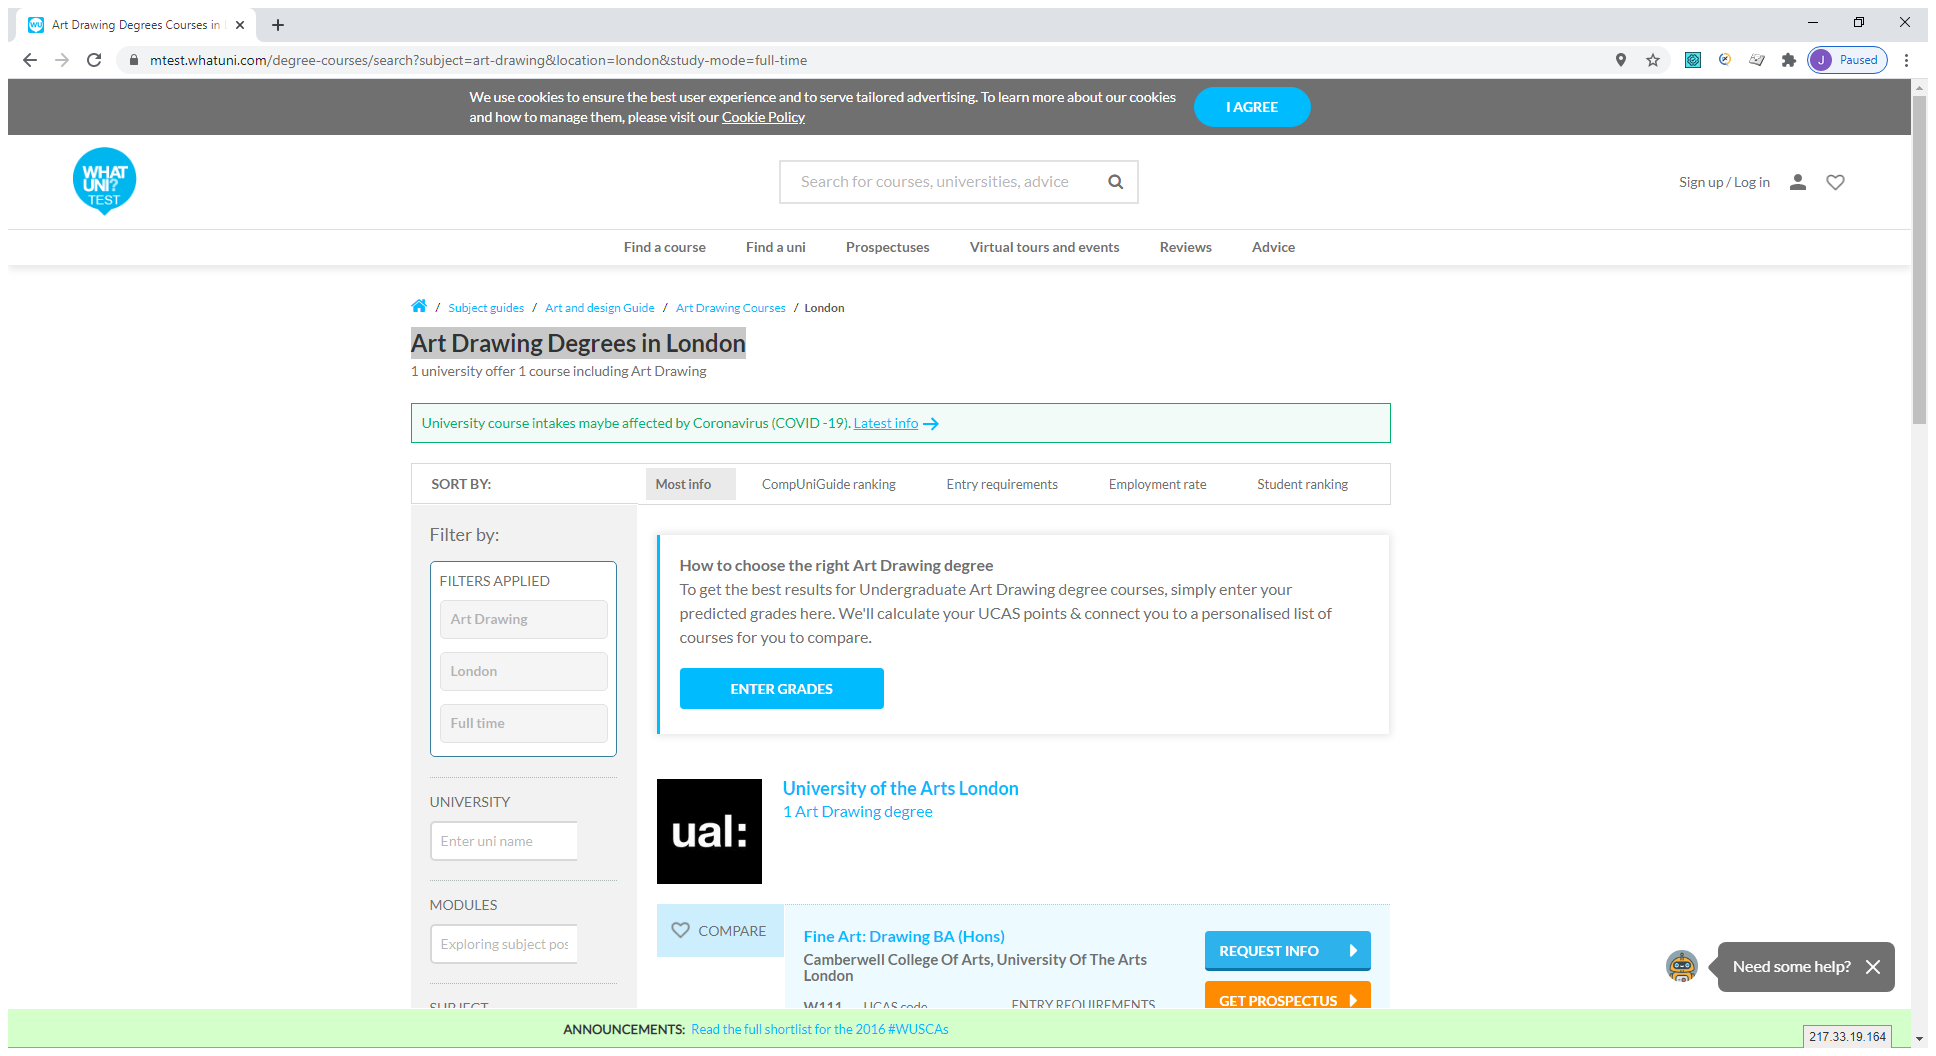 Art Drawing Degrees Courses in
mtest.whatuni.com/degree-courses/search?subject=art-drawing&location=london&study-mode=full-time
J Paused
We use cookies to ensure the best user experience and to serve tailored advertising. To learn more about our cookies
and how to manage them, please visit our Cookie Policy
I AGREE
WHAT
UNI?
TEST
Search for courses, universities, advice
Sign up / Log in
Find a course Find a uni Prospectuses Virtual tours and events Reviews Advice
/ Subject guides / Art and design Guide / Art Drawing Courses / London
Art Drawing Degrees in London
1 university offer 1 course including Art Drawing
University course intakes maybe affected by Coronavirus (COVID -19). Latest info
SORT BY: Most info CompUniGuide ranking Entry requirements Employment rate Student ranking
Filter by:
FILTERS APPLIED
Art Drawing
London
Full time
UNIVERSITY
Enter uni name
MODULES
Exploring subject pos
SUBJECT
How to choose the right Art Drawing degree
To get the best results for Undergraduate Art Drawing degree courses, simply enter your
predicted grades here. We'll calculate your UCAS points & connect you to a personalised list of
courses for you to compare.
ENTER GRADES
ual:
University of the Arts London
1 Art Drawing degree
COMPARE
Fine Art: Drawing BA (Hons)
Camberwell College Of Arts, University Of The Arts
London
W111 UCAS code ENTRY REQUIREMENTS
REQUEST INFO
GET PROSPECTUS
Need some help?
ANNOUNCEMENTS: Read the full shortlist for the 2016 #WUSCAs
217.33.19.164